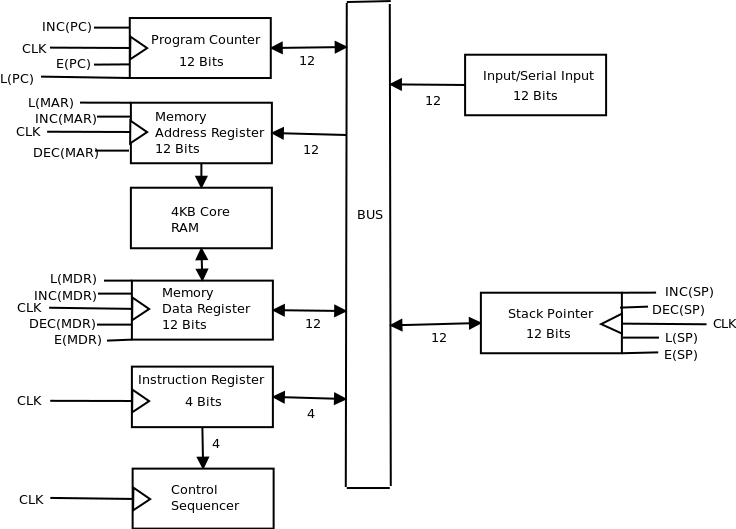 INC(PC)
CLK
E(PC)
L(PC)
Program Counter
12 Bits
12
L(MAR)
INC(MAR)
CLK
DEC(MAR)
Memory
Address Register
12 Bits
12
4KB Core
RAM
L(MDR)
INC(MDR)
CLK
DEC(MDR)
E(MDR)
Memory
Data Register
12 Bits
12
CLK
Instruction Register
4 Bits
4
4
CLK
Control
Sequencer
BUS
Input/Serial Input
12 Bits
12
Stack Pointer
12 Bits
12
INC(SP)
DEC(SP)
CLK
L(SP)
E(SP)